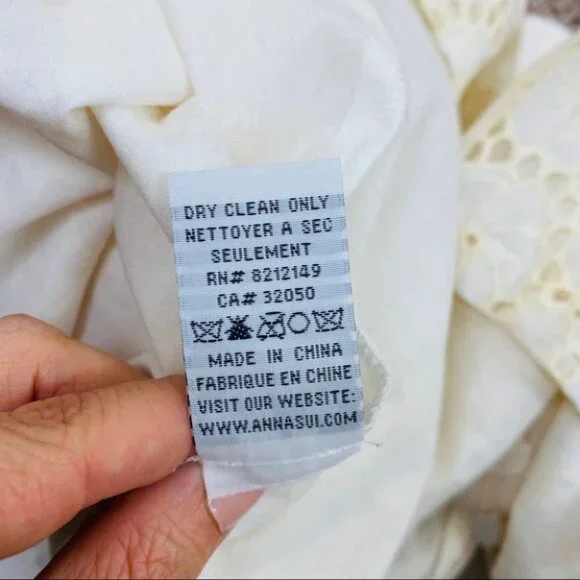 DRY CLEAN ONLY
NETTOYER A SEC
SEULEMENT
RN# 8212149
CA# 32050
MADE IN CHINA
FABRIQUE EN CHINE
VISIT OUR WEBSITE:
WWW.ANNASUI.COM